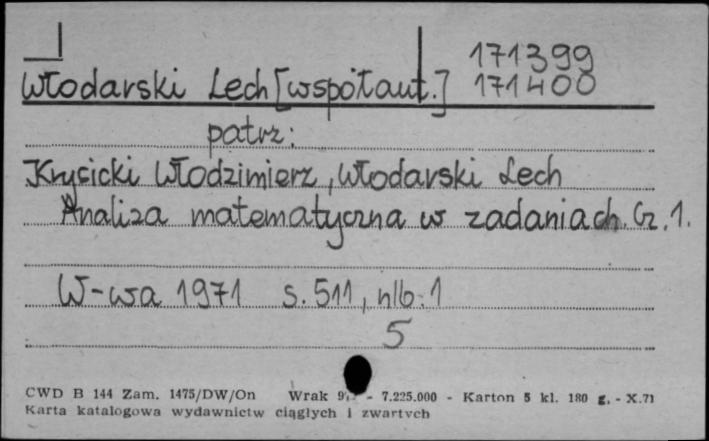 171399
Włodarski Lech [współaut.] 171400
patrz:
Krysicki Włodzimierz, Włodarski Lech
Analiza matematyczna w zadaniach. Cz. 1.
W-wa 1971 s. 511, nlb. 1
5
CWD B 144 Zam. 1475/DW/On Wrak - 7.225.000 - Karton 5 kl. 180 g. - X.71
Karta katalogowa wydawnictw ciągłych i zwartych